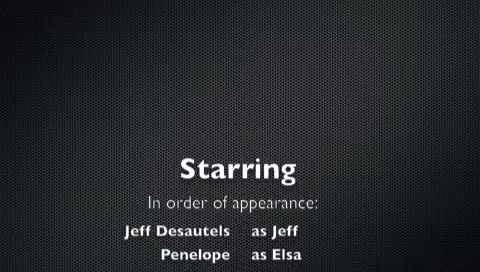 Starring
In order of appearance:
Jeff Desautels as Jeff
Penelope as Elsa